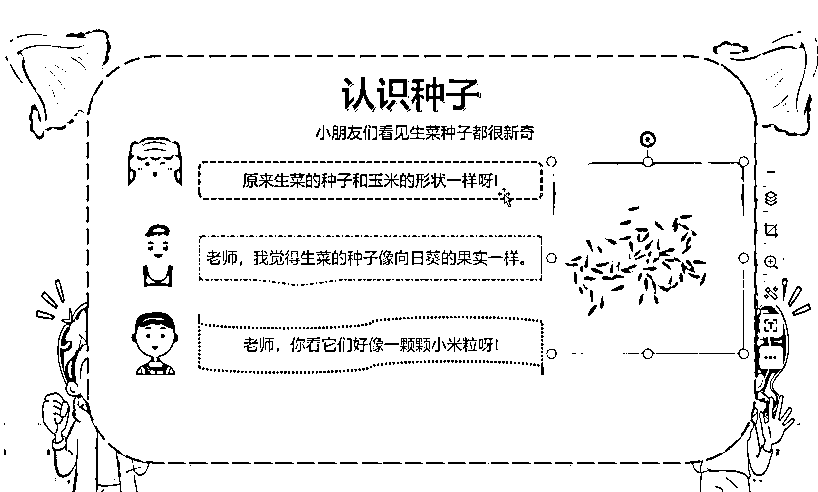 认识种子
小朋友们看见生菜种子都很新奇
原来生菜的种子和玉米的形状一样呀!
老师，我觉得生菜的种子像向日葵的果实一样。
老师，你看它们好像一颗颗小米粒呀!